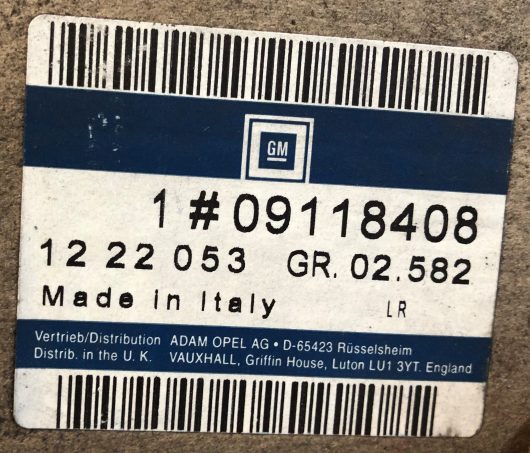 GM
1 #09118408
12 22 053 GR. 02.582
Made in Italy LR
Vertrieb/Distribution ADAM OPEL AG • D-65423 Rüsselsheim
Distrib. in the U. K. VAUXHALL, Griffin House, Luton LU1 3YT. England